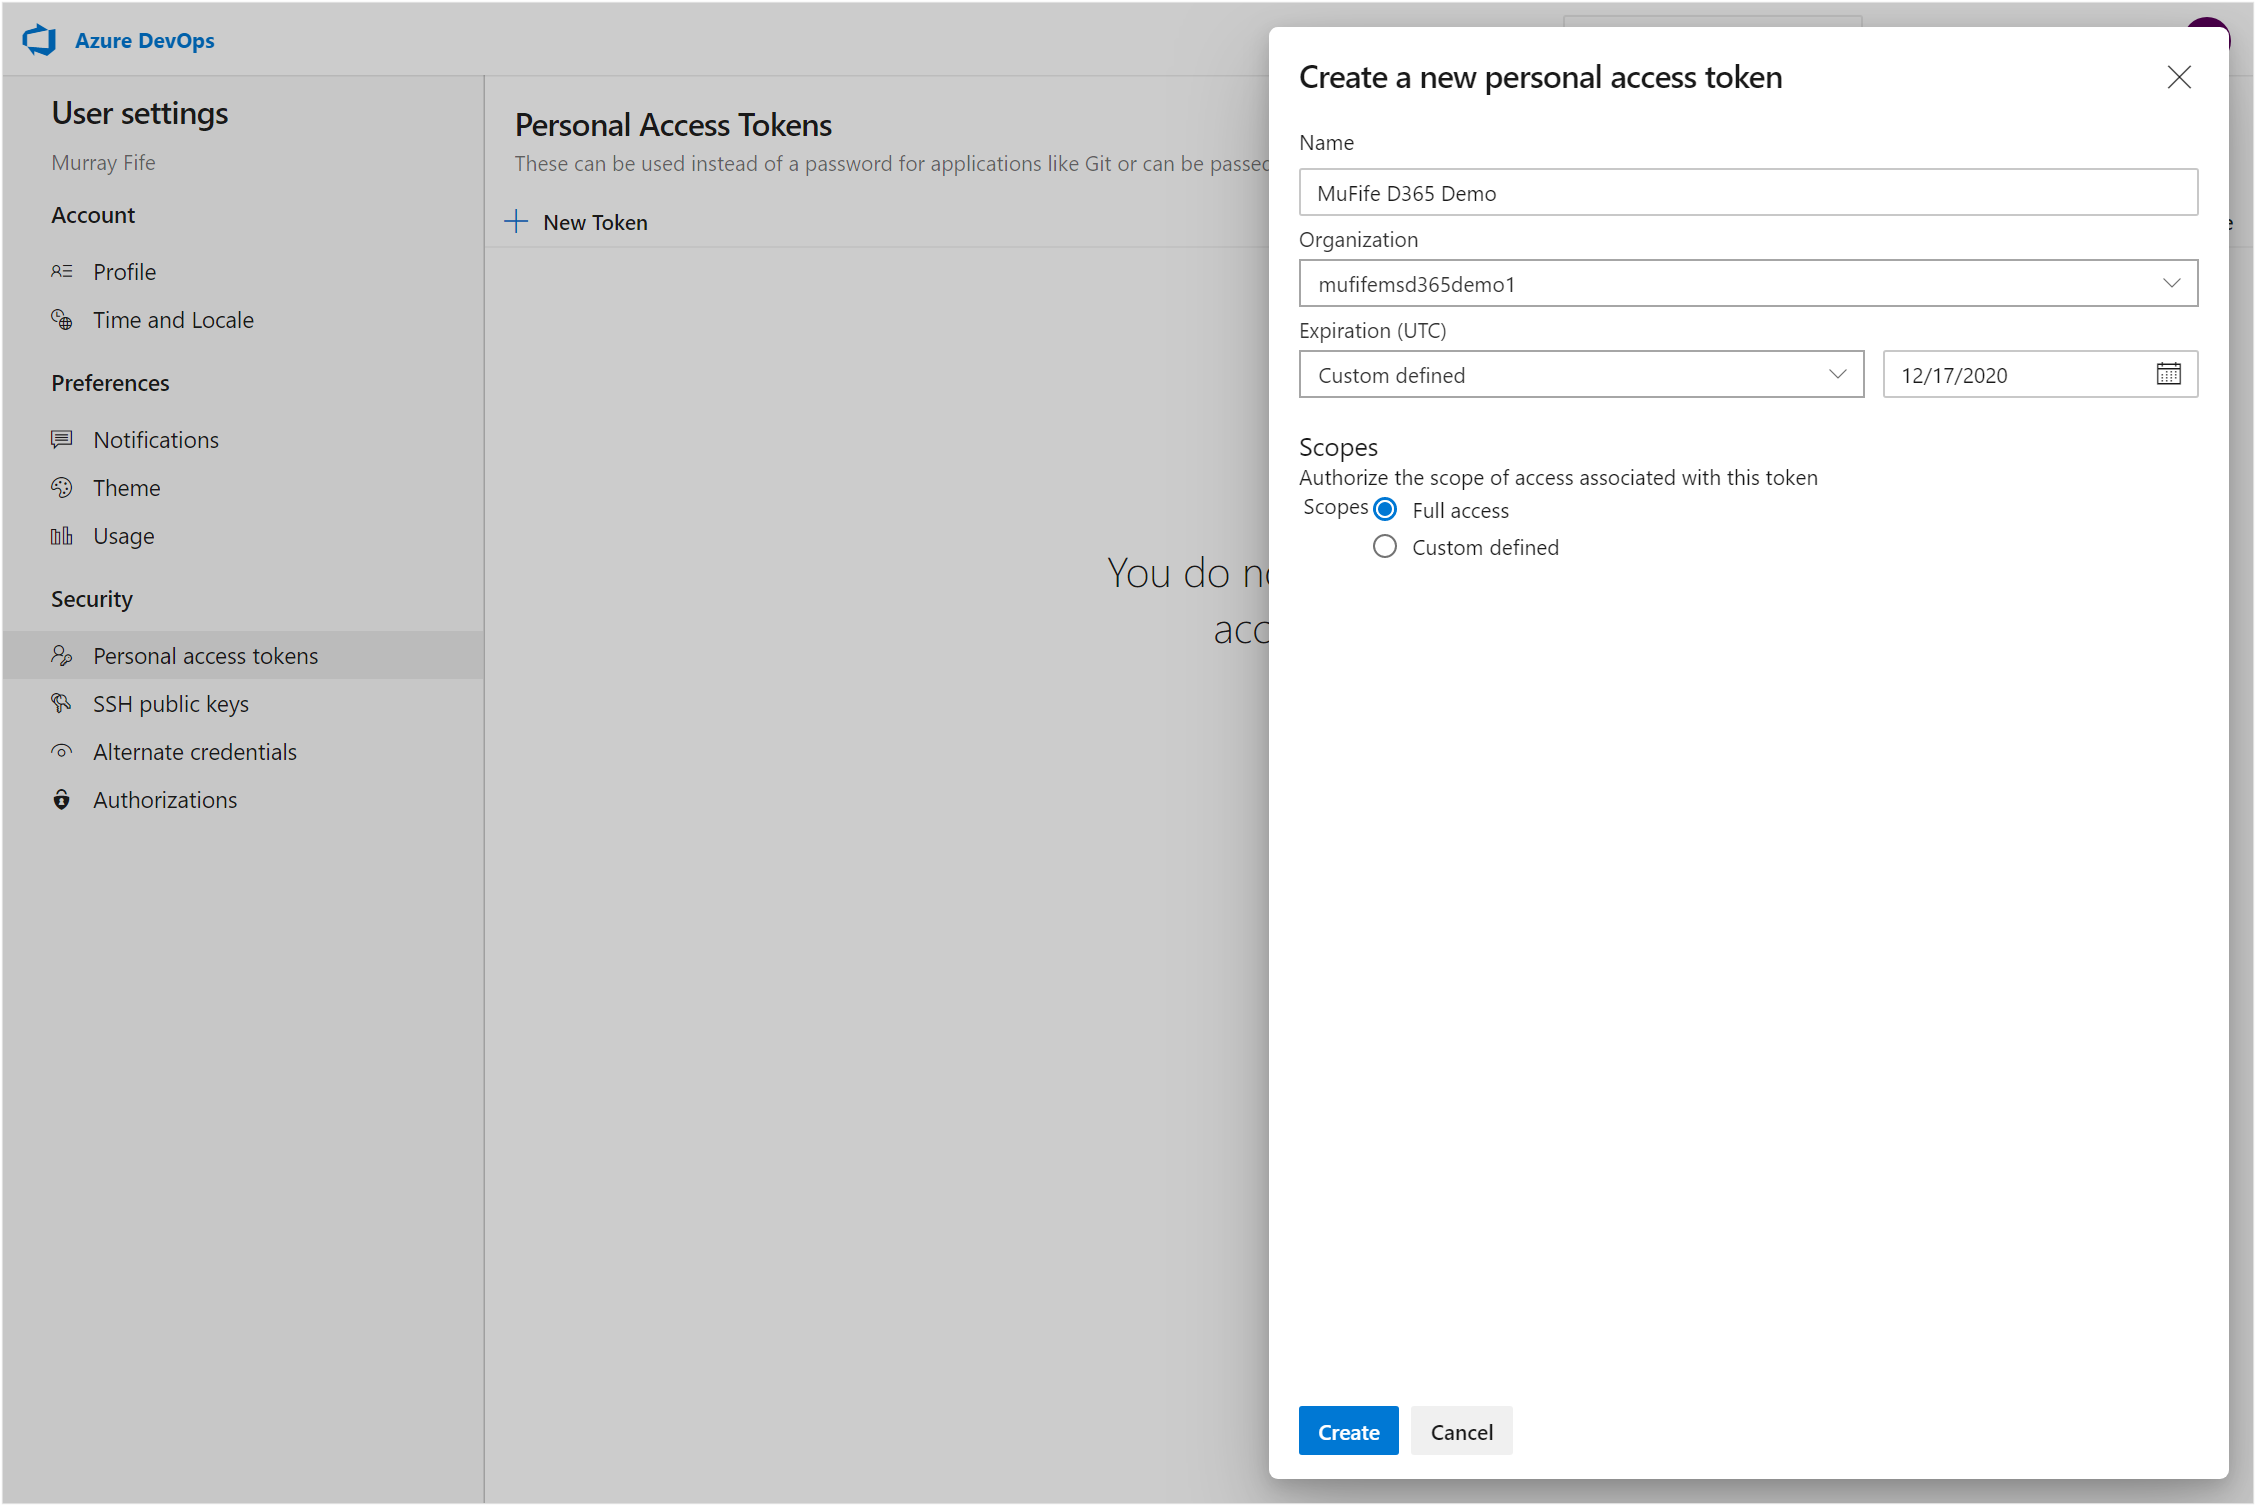 Azure DevOps
User settings
Murray Fife
Account
Profile
Time and Locale
Preferences
Notifications
Theme
Usage
Security
Personal access tokens
SSH public keys
Alternate credentials
Authorizations
Personal Access Tokens
These can be used instead of a password for applications like Git or can be passed
New Token
You do
Create a new personal access token
Name
MuFife D365 Demo
Organization
mufifemsd365demo1
Expiration (UTC)
Custom defined
12/17/2020
Scopes
Authorize the scope of access associated with this token
Scopes
Full access
Custom defined
Create
Cancel